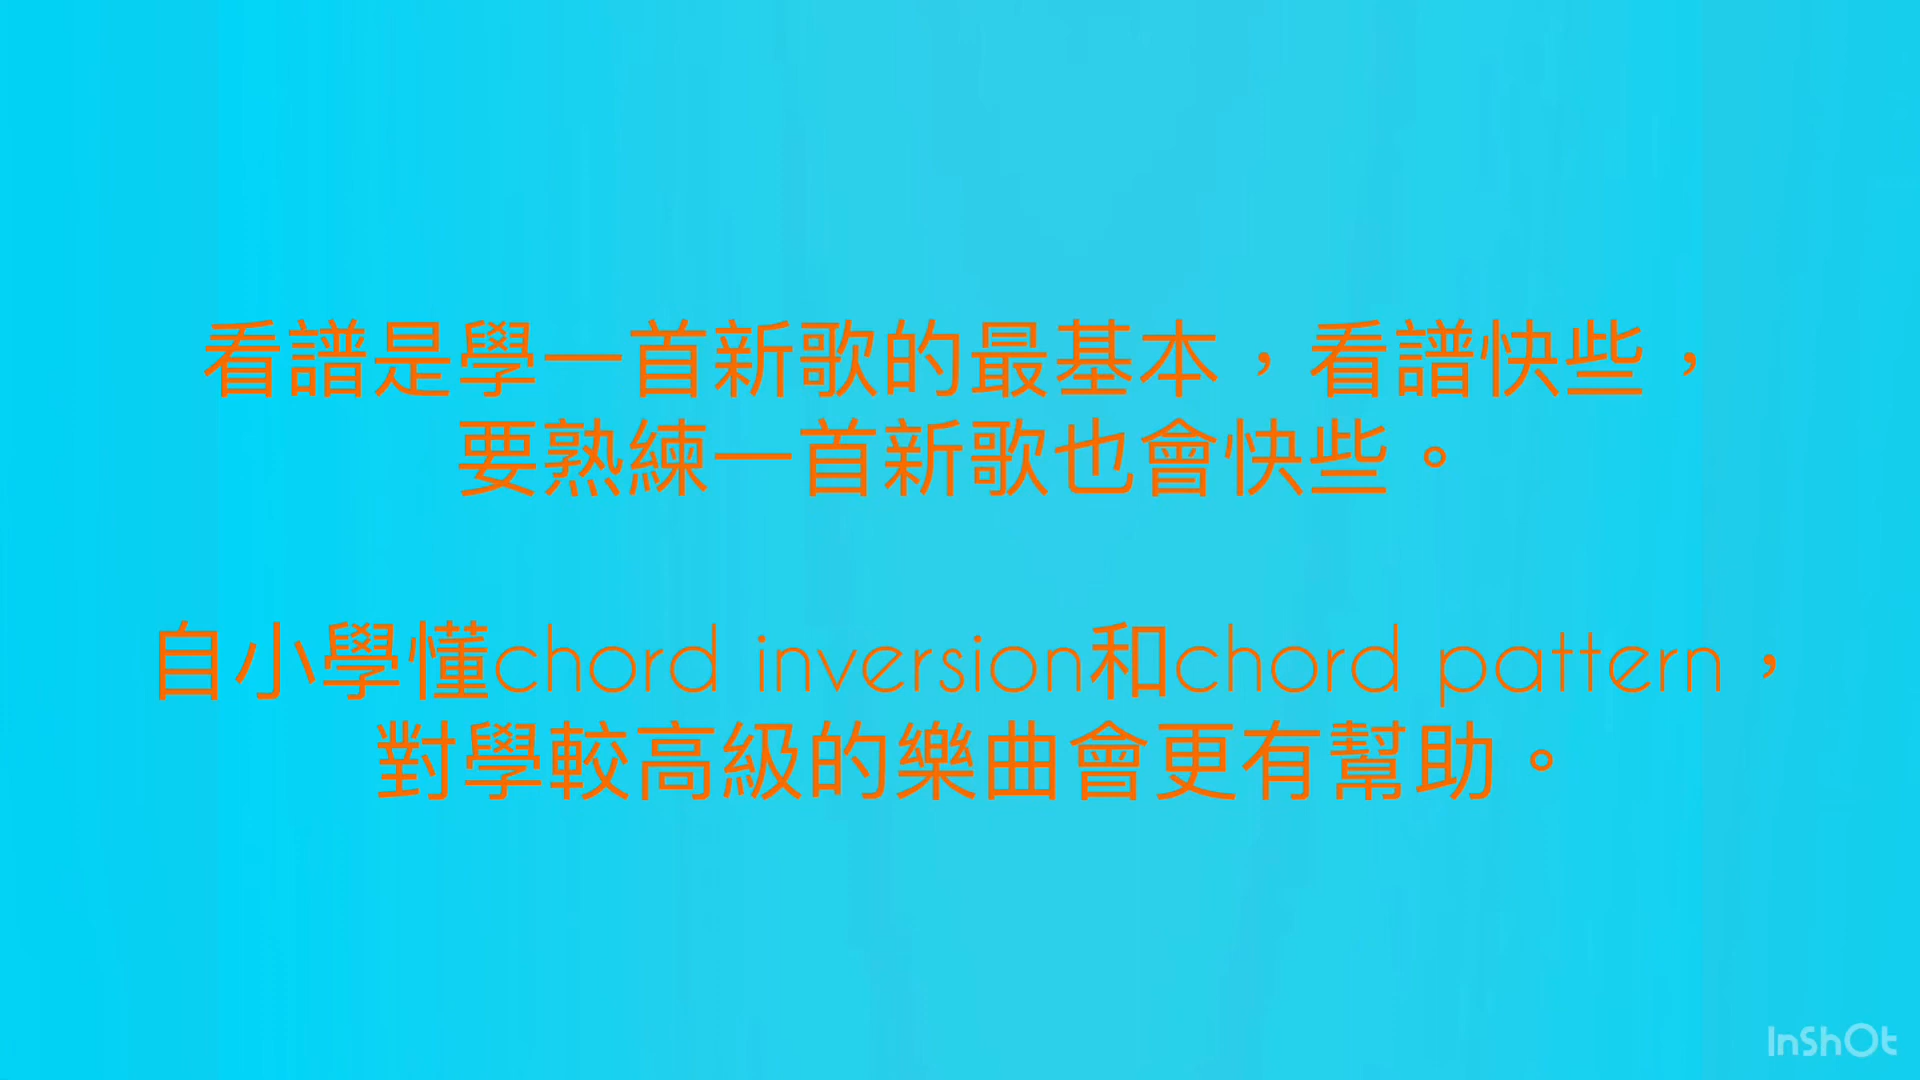 看譜是學一首新歌的最基本，看譜快些，
要熟練一首新歌也會快些。
自小學懂chord inversion和chord pattern，
對學較高級的樂曲會更有幫助。
InShOt